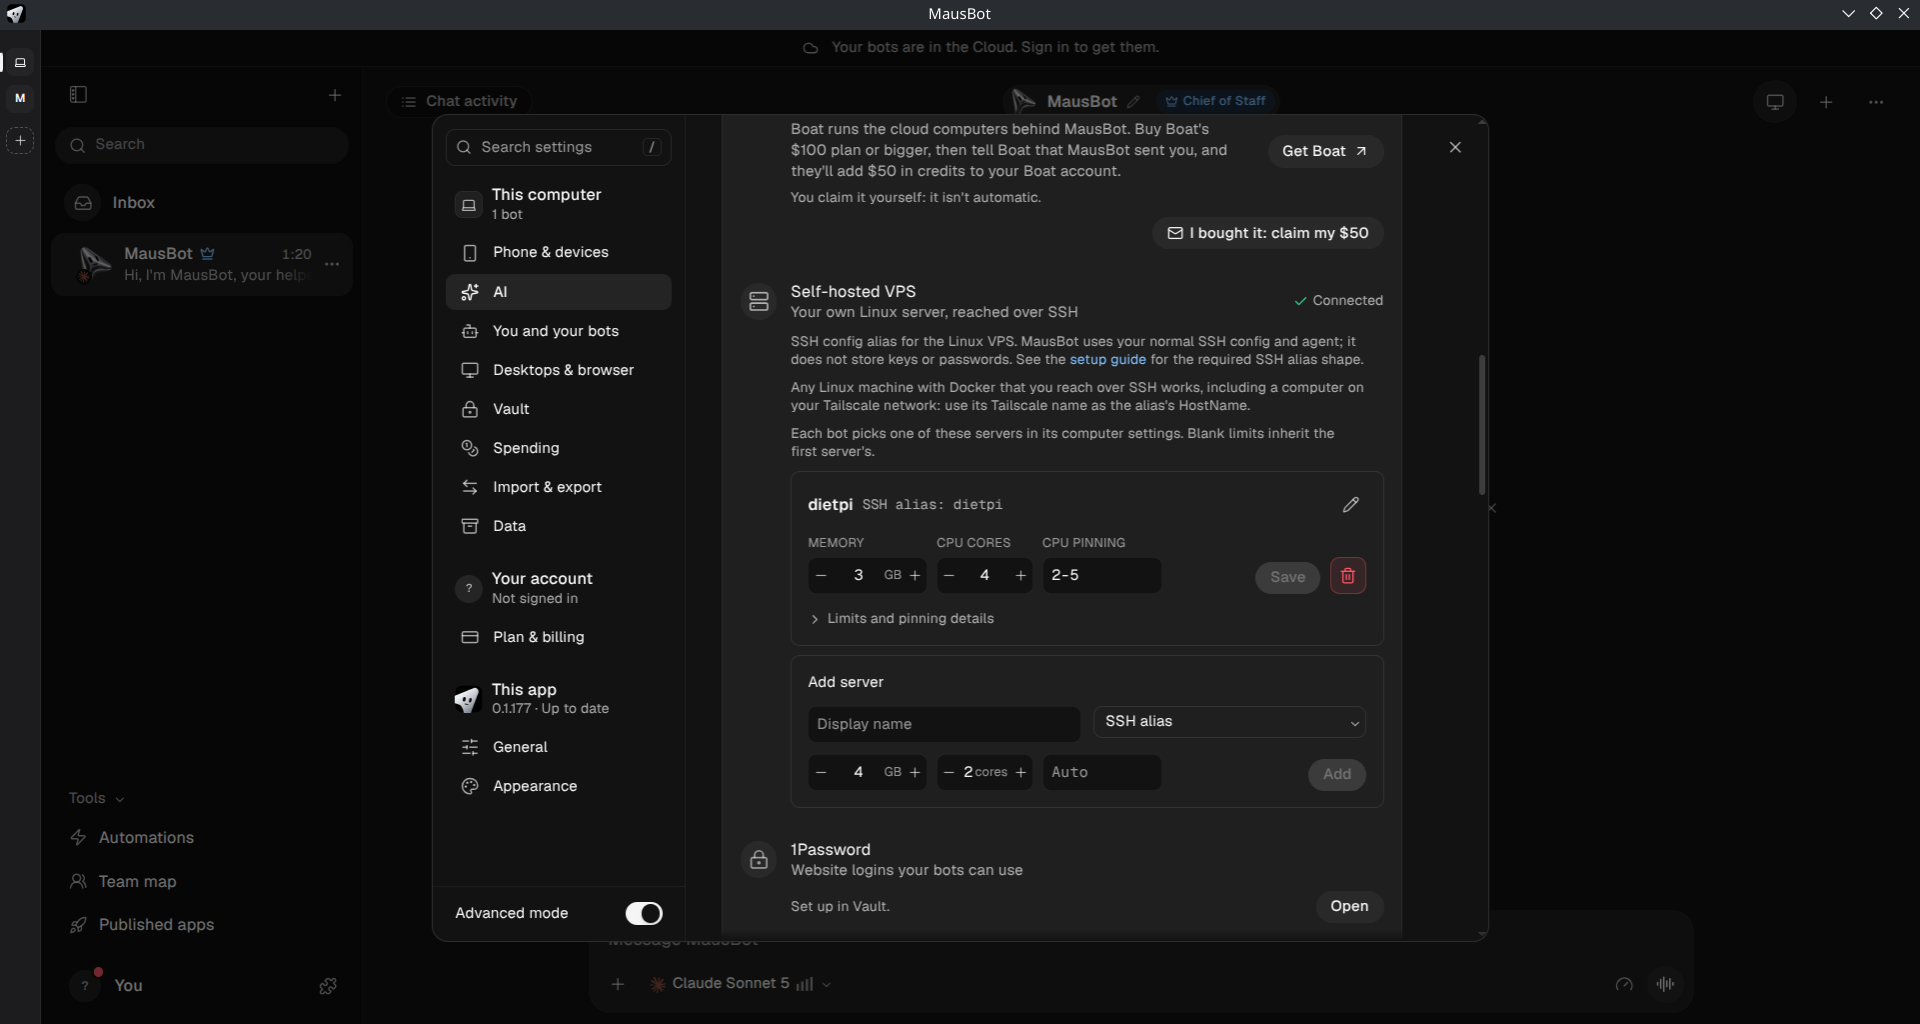 MausBot
Your bots are in the Cloud. Sign in to get them.
M
Search
Inbox
MausBot 1:20
Hi, I'm MausBot, your help
Tools
Automations
Team map
Published apps
? You
Chat activity
MausBot Chief of Staff
Search settings /
This computer
1 bot
Phone & devices
AI
You and your bots
Desktops & browser
Vault
Spending
Import & export
Data
? Your account
Not signed in
Plan & billing
This app
0.1.177 · Up to date
General
Appearance
Advanced mode
Boat runs the cloud computers behind MausBot. Buy Boat's
$100 plan or bigger, then tell Boat that MausBot sent you, and
they'll add $50 in credits to your Boat account.
Get Boat
You claim it yourself: it isn't automatic.
I bought it: claim my $50
Self-hosted VPS
Your own Linux server, reached over SSH
Connected
SSH config alias for the Linux VPS. MausBot uses your normal SSH config and agent; it
does not store keys or passwords. See the setup guide for the required SSH alias shape.
Any Linux machine with Docker that you reach over SSH works, including a computer on
your Tailscale network: use its Tailscale name as the alias's HostName.
Each bot picks one of these servers in its computer settings. Blank limits inherit the
first server's.
dietpi SSH alias: dietpi
MEMORY CPU CORES CPU PINNING
− 3 GB + − 4 + 2-5 Save
Limits and pinning details
Add server
Display name SSH alias
− 4 GB + − 2 cores + Auto Add
1Password
Website logins your bots can use
Set up in Vault. Open
Message MausBot
Claude Sonnet 5